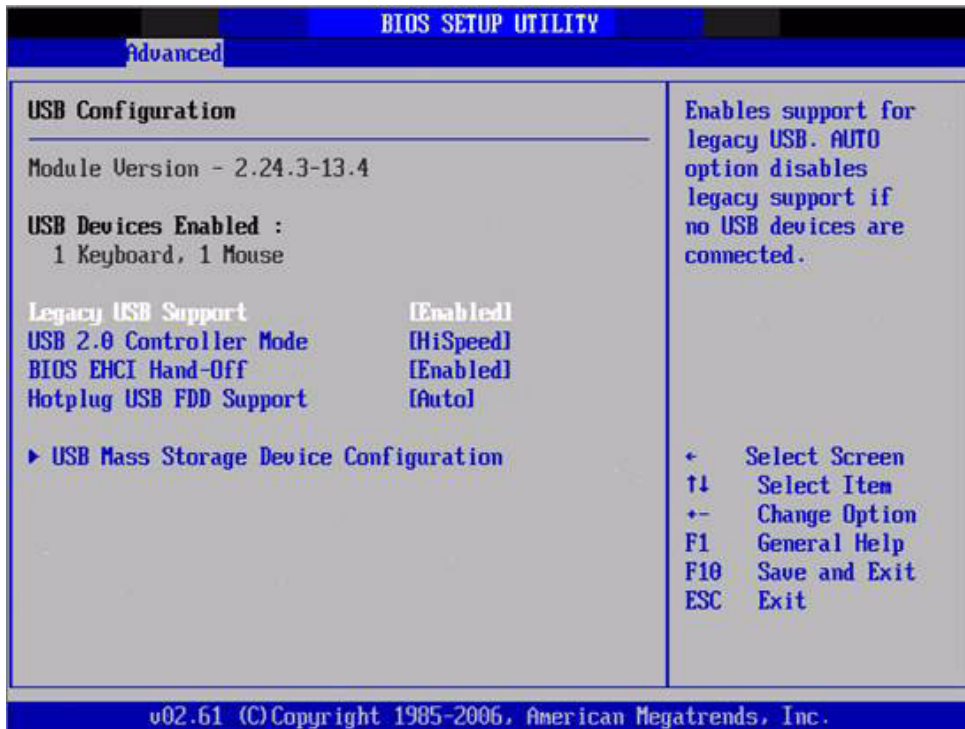 BIOS SETUP UTILITY
Advanced
USB Configuration
Module Version - 2.24.3-13.4
USB Devices Enabled :
1 Keyboard, 1 Mouse
Legacy USB Support [Enabled]
USB 2.0 Controller Mode [HiSpeed]
BIOS EHCI Hand-Off [Enabled]
Hotplug USB FDD Support [Auto]
▶ USB Mass Storage Device Configuration
Enables support for
legacy USB. AUTO
option disables
legacy support if
no USB devices are
connected.
← Select Screen
↑↓ Select Item
+- Change Option
F1 General Help
F10 Save and Exit
ESC Exit
v02.61 (C)Copyright 1985-2006, American Megatrends, Inc.